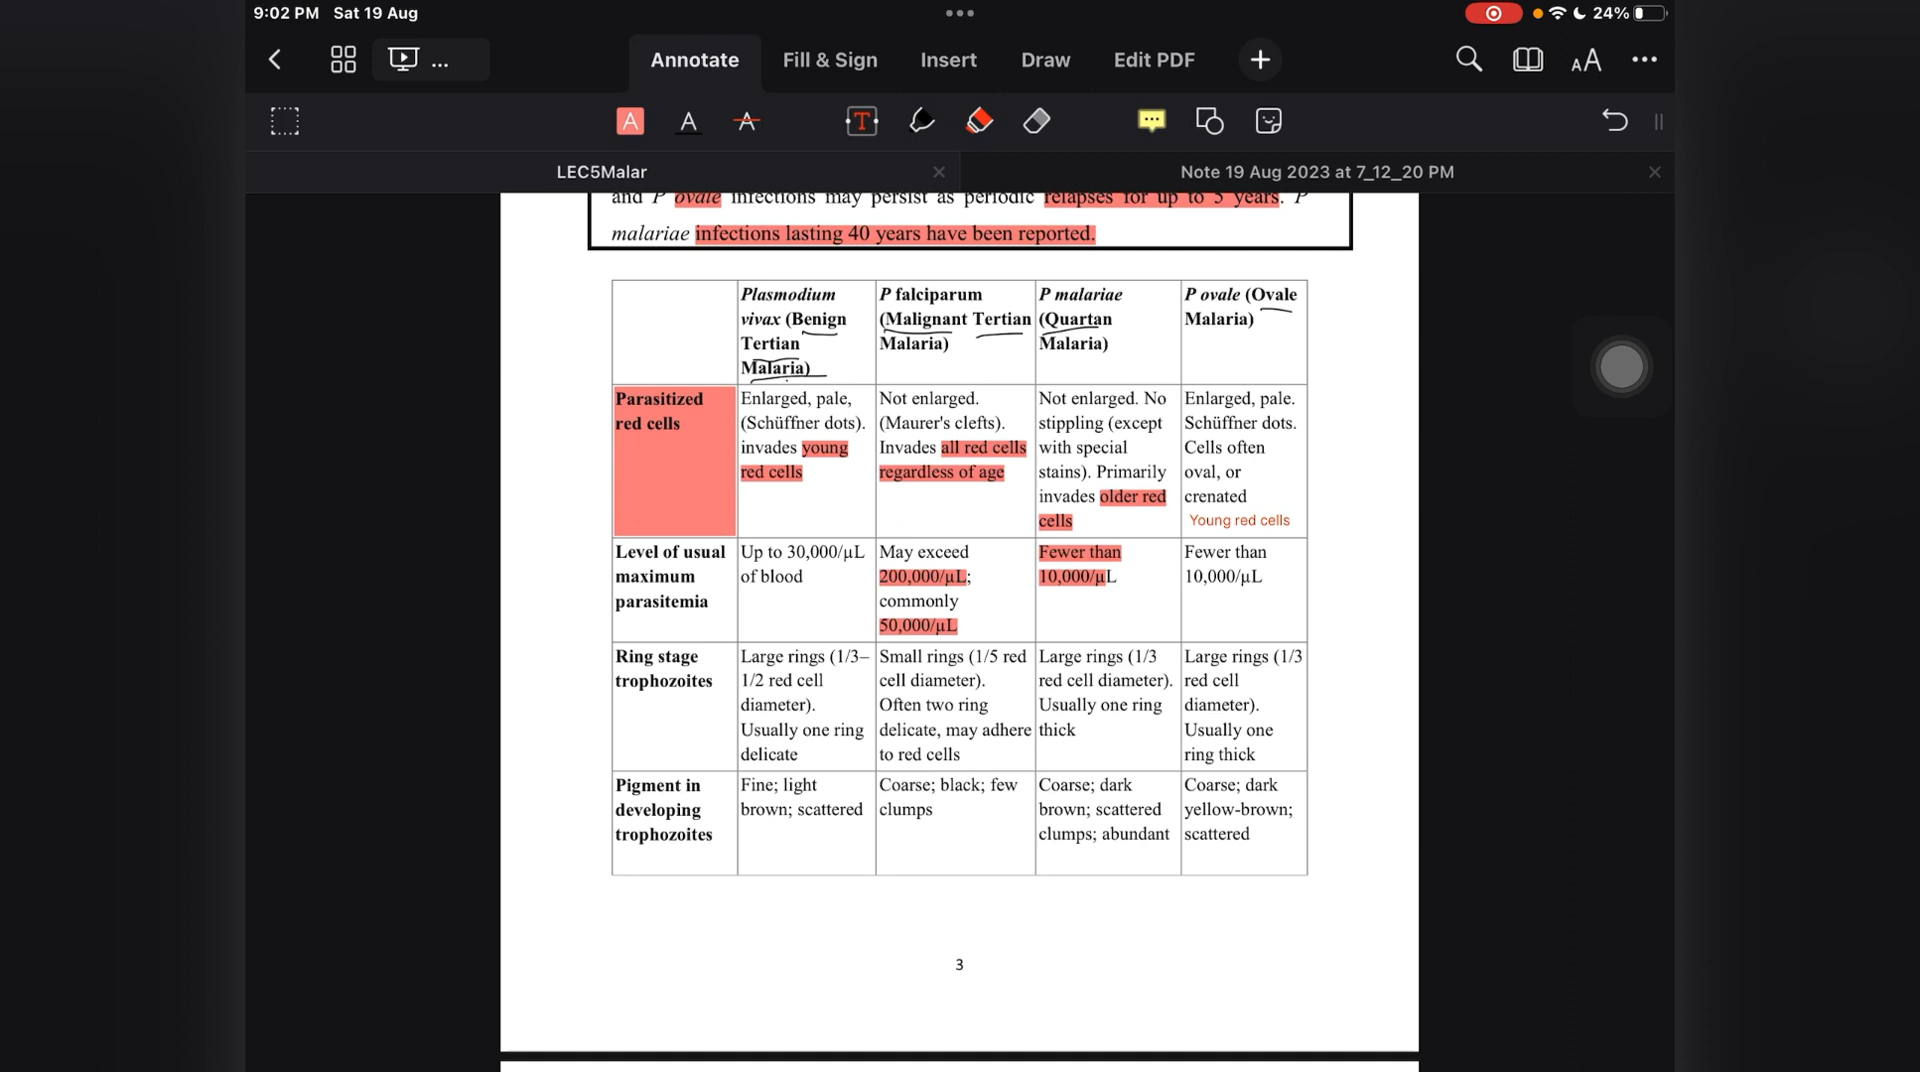 9:02 PM Sat 19 Aug
24%
...
Annotate
Fill & Sign
Insert
Draw
Edit PDF
A
A
A
T
AA
LEC5Malar
Note 19 Aug 2023 at 7_12_20 PM
and P ovale infections may persist as periodic relapses for up to 5 years. P
malariae infections lasting 40 years have been reported.
Plasmodium
vivax (Benign
Tertian
Malaria)
P falciparum
(Malignant Tertian
Malaria)
P malariae
(Quartan
Malaria)
P ovale (Ovale
Malaria)
Parasitized
red cells
Enlarged, pale,
(Schüffner dots).
invades young
red cells
Not enlarged.
(Maurer's clefts).
Invades all red cells
regardless of age
Not enlarged. No
stippling (except
with special
stains). Primarily
invades older red
cells
Enlarged, pale.
Schüffner dots.
Cells often
oval, or
crenated
Young red cells
Level of usual
maximum
parasitemia
Up to 30,000/µL
of blood
May exceed
200,000/µL;
commonly
50,000/µL
Fewer than
10,000/µL
Fewer than
10,000/µL
Ring stage
trophozoites
Large rings (1/3–
1/2 red cell
diameter).
Usually one ring
delicate
Small rings (1/5 red
cell diameter).
Often two ring
delicate, may adhere
to red cells
Large rings (1/3
red cell diameter).
Usually one ring
thick
Large rings (1/3
red cell
diameter).
Usually one
ring thick
Pigment in
developing
trophozoites
Fine; light
brown; scattered
Coarse; black; few
clumps
Coarse; dark
brown; scattered
clumps; abundant
Coarse; dark
yellow-brown;
scattered
3